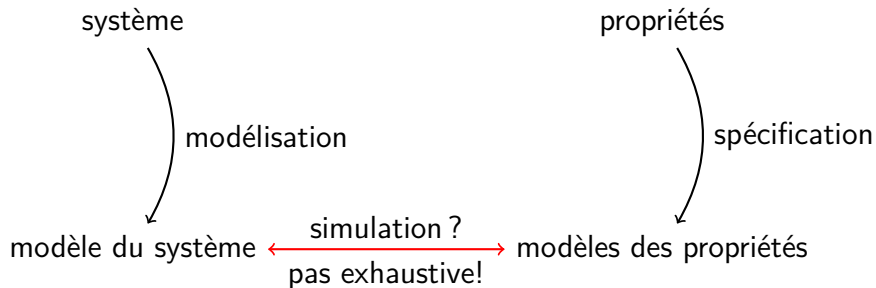 système
propriétés
modélisation
spécification
simulation ?
modèle du système
modèles des propriétés
pas exhaustive!